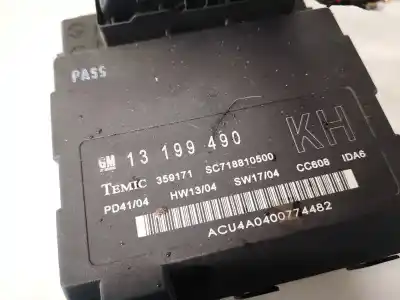 PASS
GM 13 199 490 KH
TEMIC 359171 SC718810500 CC608 IDA6
PD41/04 HW13/04 SW17/04
ACU4A0400774482